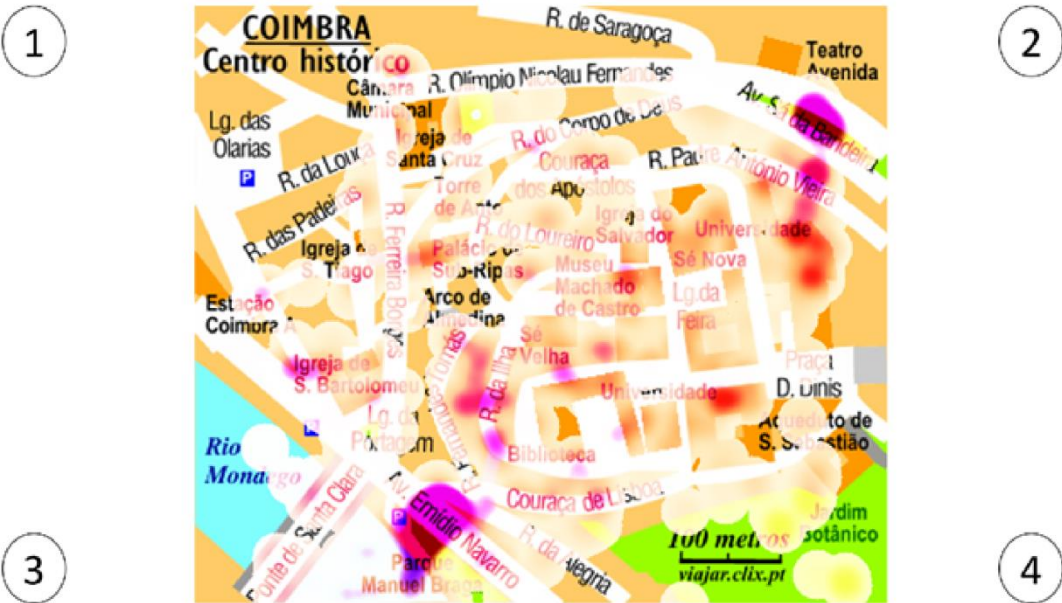 1
2
COIMBRA
Centro histórico
R. de Saragoça
Teatro
Avenida
Câmara
Municipal
R. Olímpio Nicolau Fernandes
Av. Sá da Bandeira
Lg. das
Olarias
P
R. da Louça
Igreja de
Santa Cruz
R. do Corpo de Deus
Couraça
dos Apóstolos
R. Padre António Vieira
R. das Padeiras
Torre
de Anto
R. Ferreira Borges
R. do Loureiro
Igreja do
Salvador
Universidade
Igreja de
S. Tiago
Palácio de
Sub-Ripas
Museu
Machado
de Castro
Sé Nova
Lg. da
Feira
Estação
Coimbra A
Arco de
Almedina
Sé
Velha
R. da Ilha
Igreja de
S. Bartolomeu
Universidade
Praça
D. Dinis
Lg. da
Portagem
Aqueduto de
S. Sebastião
Rio
Mondego
Biblioteca
Couraça de Lisboa
Ponte de Santa Clara
P
Av. Emídio Navarro
R. da Alegria
Jardim
Botânico
100 metros
viajar.clix.pt
Parque
Manuel Braga
3
4